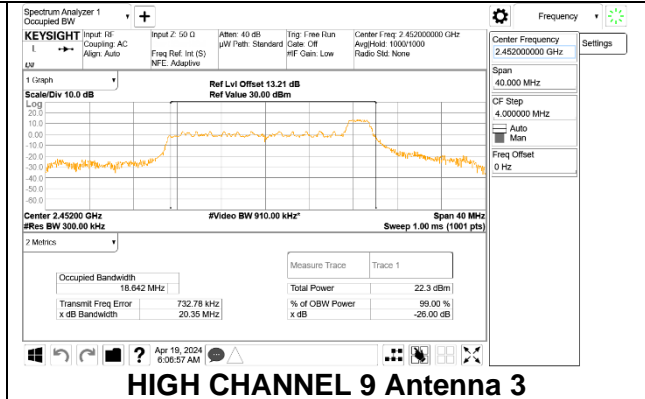 Spectrum Analyzer 1
Occupied BW
+
Frequency
KEYSIGHT
Input: RF
Coupling: AC
Align: Auto
Input Z: 50 Ω
Freq Ref: Int (S)
NFE: Adaptive
Atten: 40 dB
µW Path: Standard
Trig: Free Run
Gate: Off
#IF Gain: Low
Center Freq: 2.452000000 GHz
Avg|Hold: 1000/1000
Radio Std: None
Center Frequency
2.452000000 GHz
Settings
Span
40.000 MHz
CF Step
4.000000 MHz
Auto
Man
Freq Offset
0 Hz
1 Graph
Scale/Div 10.0 dB
Ref Lvl Offset 13.21 dB
Ref Value 30.00 dBm
Log
20.0
10.0
0.00
-10.0
-20.0
-30.0
-40.0
-50.0
-60.0
Center 2.45200 GHz
#Video BW 910.00 kHz*
Span 40 MHz
#Res BW 300.00 kHz
Sweep 1.00 ms (1001 pts)
2 Metrics
Measure Trace
Trace 1
Occupied Bandwidth
18.642 MHz
Total Power
22.3 dBm
Transmit Freq Error
732.78 kHz
% of OBW Power
99.00 %
x dB Bandwidth
20.35 MHz
x dB
-26.00 dB
?
Apr 19, 2024
6:06:57 AM
HIGH CHANNEL 9 Antenna 3